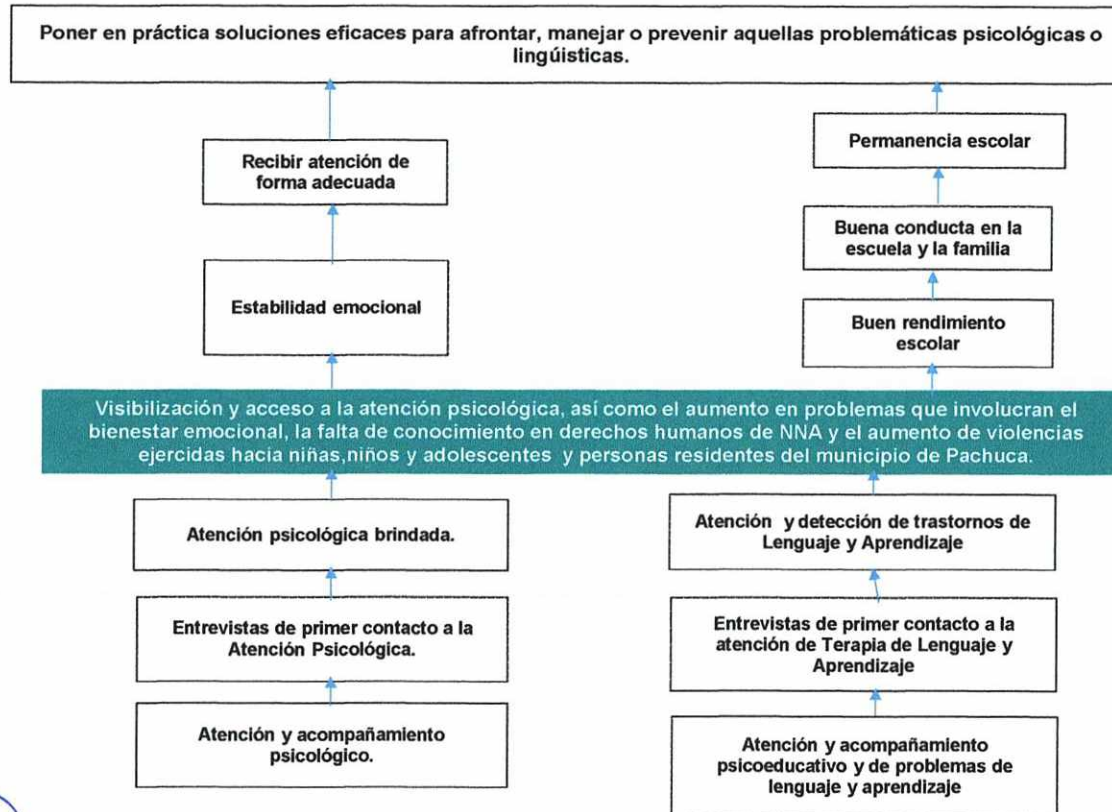 Poner en práctica soluciones eficaces para afrontar, manejar o prevenir aquellas problemáticas psicológicas o
lingúisticas.
Recibir atención de
forma adecuada
Permanencia escolar
Buena conducta en la
escuela y la familia
Estabilidad emocional
Buen rendimiento
escolar
Visibilización y acceso a la atención psicológica, así como el aumento en problemas que involucran el
bienestar emocional, la falta de conocimiento en derechos humanos de NNA y el aumento de violencias
ejercidas hacia niñas,niños y adolescentes y personas residentes del municipio de Pachuca.
Atención psicológica brindada.
Atención y detección de trastornos de
Lenguaje y Aprendizaje
Entrevistas de primer contacto a la
Atención Psicológica.
Entrevistas de primer contacto a la
atención de Terapia de Lenguaje y
Aprendizaje
Atención y acompañamiento
psicológico.
Atención y acompañamiento
psicoeducativo y de problemas de
lenguaje y aprendizaje